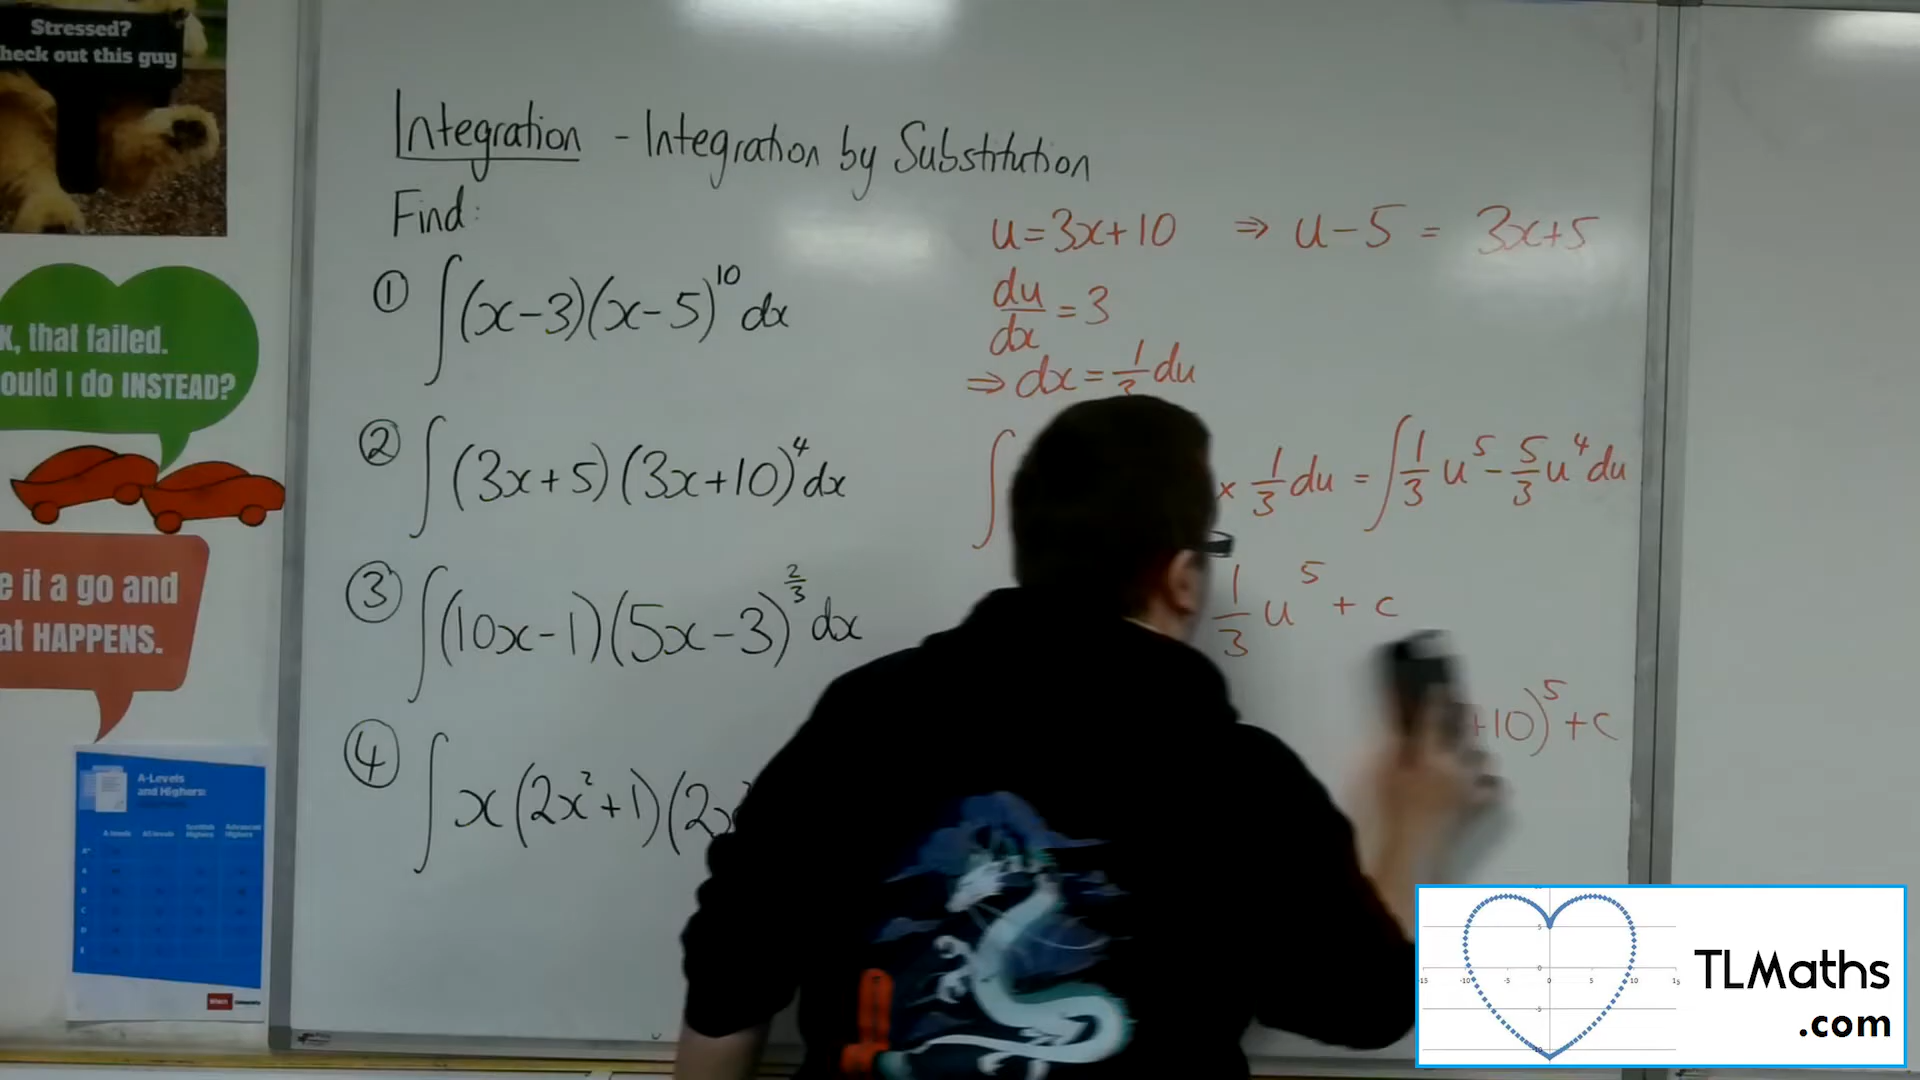 Stressed?
heck out this guy
K, that failed.
ould I do INSTEAD?
e it a go and
at HAPPENS.
A-Levels
and Highers:
Integration - Integration by Substitution
Find:
① ∫(x-3)(x-5)^10 dx
② ∫(3x+5)(3x+10)^4 dx
③ ∫(10x-1)(5x-3)^(2/3) dx
④ ∫x(2x²+1)(2x
u=3x+10 ⇒ u-5 = 3x+5
du/dx = 3
⇒ dx = 1/3 du
∫ × 1/3 du = ∫ 1/3 u^5 - 5/3 u^4 du
1/3 u^5 + c
+10)^5 + c
TLMaths
.com